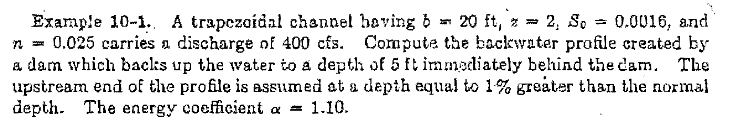 Example 10-1. A trapezoidal channel having b = 20 ft, z = 2, S₀ = 0.0016, and
n = 0.025 carries a discharge of 400 cfs. Compute the backwater profile created by
a dam which backs up the water to a depth of 5 ft immediately behind the dam. The
upstream end of the profile is assumed at a depth equal to 1% greater than the normal
depth. The energy coefficient α = 1.10.